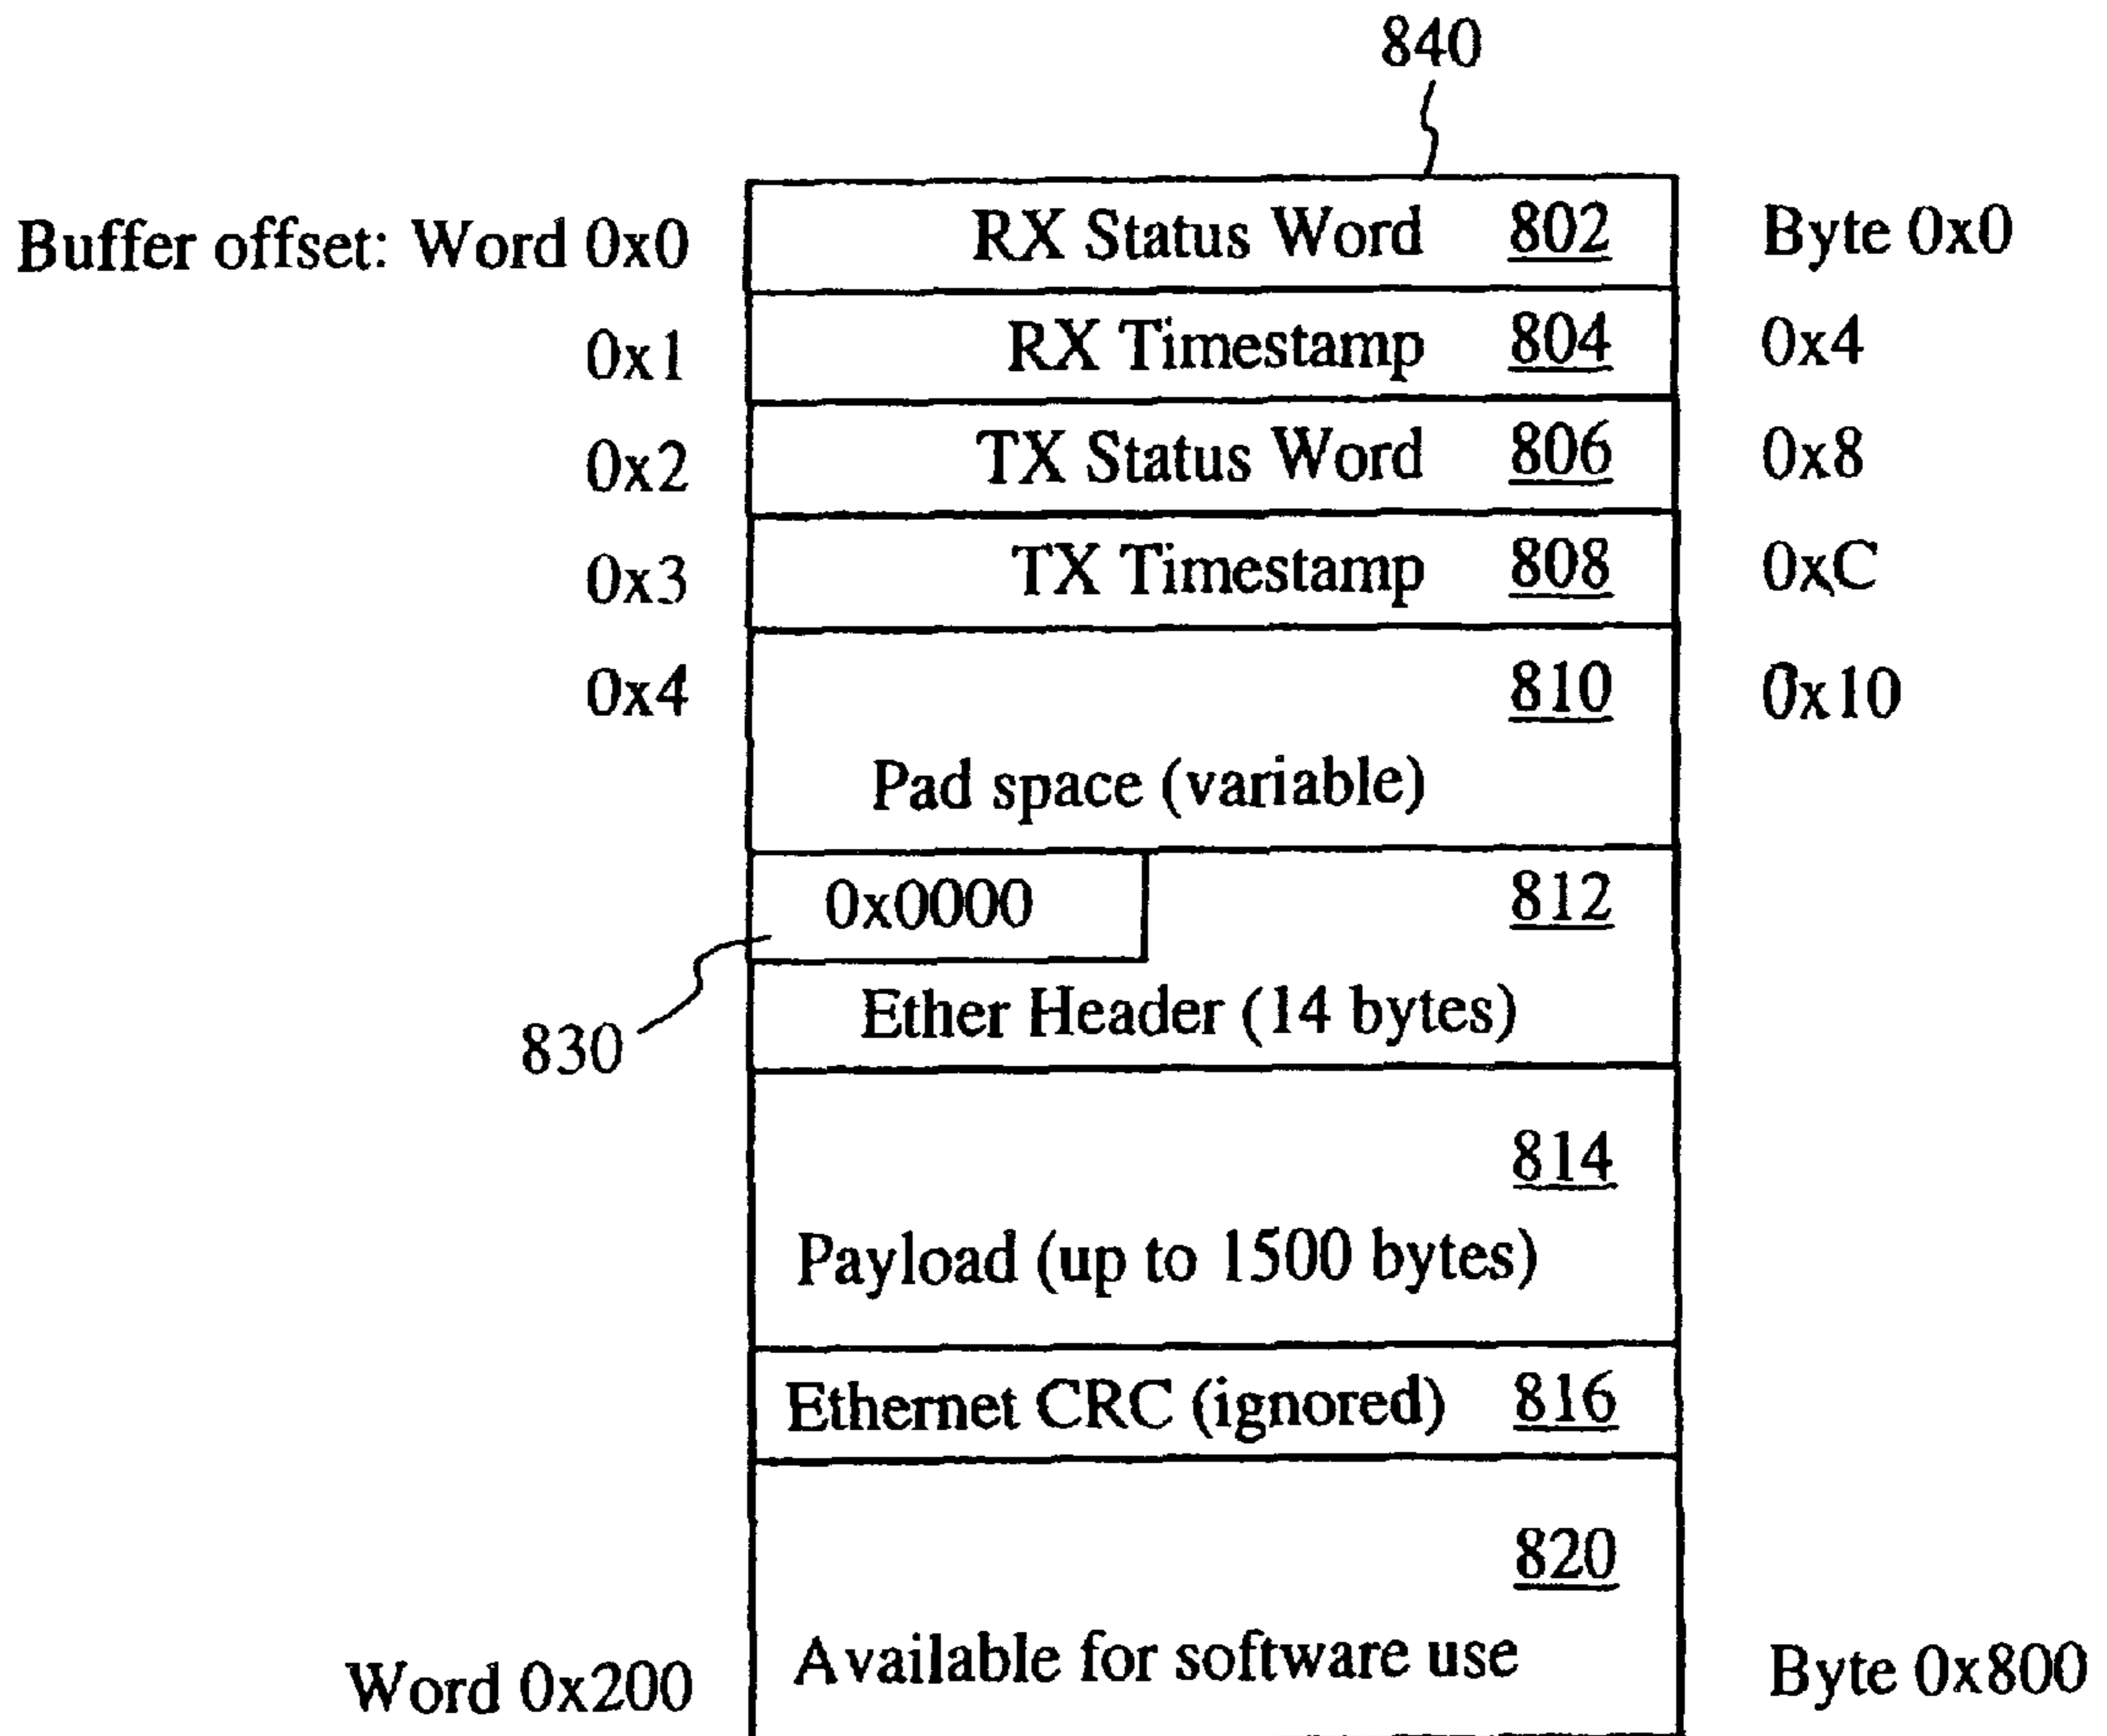 840
Buffer offset: Word 0x0 RX Status Word 802 Byte 0x0
0x1 RX Timestamp 804 0x4
0x2 TX Status Word 806 0x8
0x3 TX Timestamp 808 0xC
0x4 810 0x10
Pad space (variable)
0x0000 812
Ether Header (14 bytes)
830
814
Payload (up to 1500 bytes)
Ethernet CRC (ignored) 816
820
Available for software use
Word 0x200 Byte 0x800